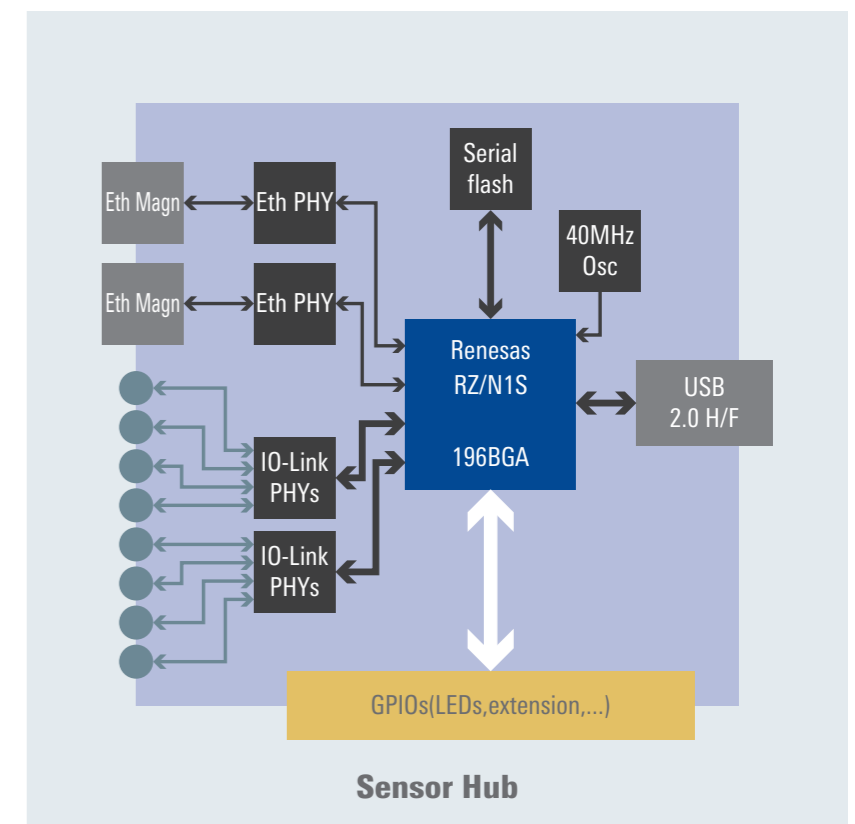 Serial
flash
Eth Magn
Eth PHY
40MHz
Osc
Eth Magn
Eth PHY
Renesas
RZ/N1S
196BGA
USB
2.0 H/F
IO-Link
PHYs
IO-Link
PHYs
GPIOs(LEDs,extension,...)
Sensor Hub